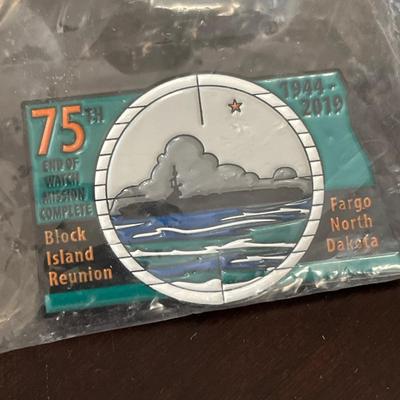 75TH
END OF
WATCH
MISSION
COMPLETE
Block
Island
Reunion
1944-
2019
Fargo
North
Dakota